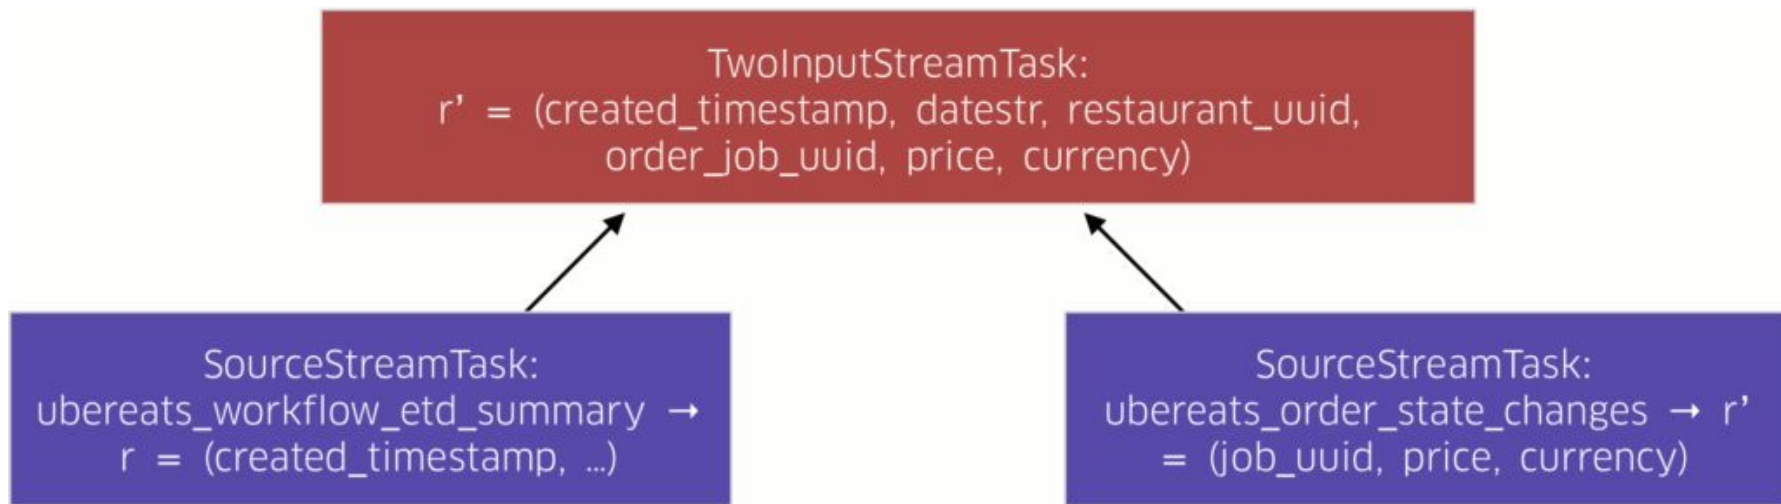 TwoInputStreamTask:
r’ = (created_timestamp, datestr, restaurant_uuid,
order_job_uuid, price, currency)
SourceStreamTask:
ubereats_workflow_etd_summary →
r = (created_timestamp, …)
SourceStreamTask:
ubereats_order_state_changes → r’
= (job_uuid, price, currency)